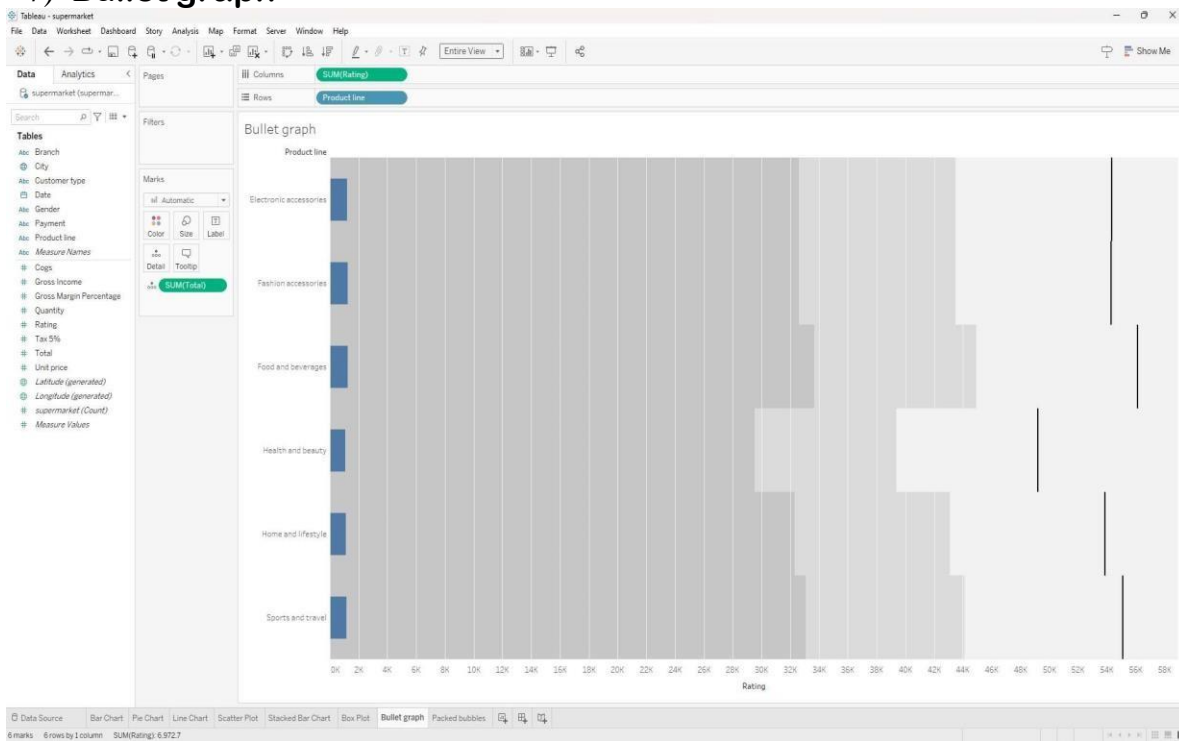 Bullet graph
Tableau - supermarket
File Data Worksheet Dashboard Story Analysis Map Format Server Window Help
Entire View
Show Me
Data Analytics
supermarket (supermar...
Search
Tables
Abc Branch
City
Abc Customer type
Date
Abc Gender
Abc Payment
Abc Product line
Abc Measure Names
# Cogs
# Gross Income
# Gross Margin Percentage
# Quantity
# Rating
# Tax 5%
# Total
# Unit price
Latitude (generated)
Longitude (generated)
# supermarket (Count)
# Measure Values
Pages
Filters
Marks
Automatic
Color Size Label
Detail Tooltip
SUM(Total)
Columns SUM(Rating)
Rows Product line
Bullet graph
Product line
Electronic accessories
Fashion accessories
Food and beverages
Health and beauty
Home and lifestyle
Sports and travel
0K 2K 4K 6K 8K 10K 12K 14K 16K 18K 20K 22K 24K 26K 28K 30K 32K 34K 36K 38K 40K 42K 44K 46K 48K 50K 52K 54K 56K 58K
Rating
Data Source Bar Chart Pie Chart Line Chart Scatter Plot Stacked Bar Chart Box Plot Bullet graph Packed bubbles
6 marks 6 rows by 1 column SUM(Rating): 6,972.7